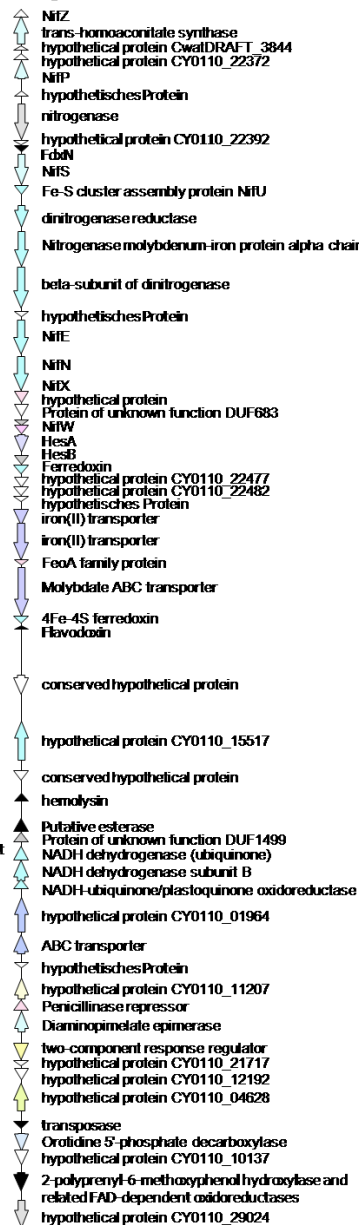 NifZ
trans-homoaconitate synthase
hypothetical protein CwatDRAFT_3844
hypothetical protein CY0110_22372
NifP
hypothetisches Protein
nitrogenase
hypothetical protein CY0110_22392
FdxN
NifS
Fe-S cluster assembly protein NifU
dinitrogenase reductase
Nitrogenase molybdenum-iron protein alpha chain
beta-subunit of dinitrogenase
hypothetisches Protein
NifE
NifN
NifX
hypothetical protein
Protein of unknown function DUF683
NifW
HesA
HesB
Ferredoxin
hypothetical protein CY0110_22477
hypothetical protein CY0110_22482
hypothetisches Protein
iron(II) transporter
iron(II) transporter
FeoA family protein
Molybdate ABC transporter
4Fe-4S ferredoxin
Flavodoxin
conserved hypothetical protein
hypothetical protein CY0110_15517
conserved hypothetical protein
hemolysin
Putative esterase
Protein of unknown function DUF1499
t
NADH dehydrogenase (ubiquinone)
NADH dehydrogenase subunit B
NADH-ubiquinone/plastoquinone oxidoreductase
hypothetical protein CY0110_01964
ABC transporter
hypothetisches Protein
hypothetical protein CY0110_11207
Penicillinase repressor
Diaminopimelate epimerase
two-component response regulator
hypothetical protein CY0110_21717
hypothetical protein CY0110_12192
hypothetical protein CY0110_04628
transposase
Orotidine 5'-phosphate decarboxylase
hypothetical protein CY0110_10137
2-polyprenyl-6-methoxyphenol hydroxylase and
related FAD-dependent oxidoreductases
hypothetical protein CY0110_29024